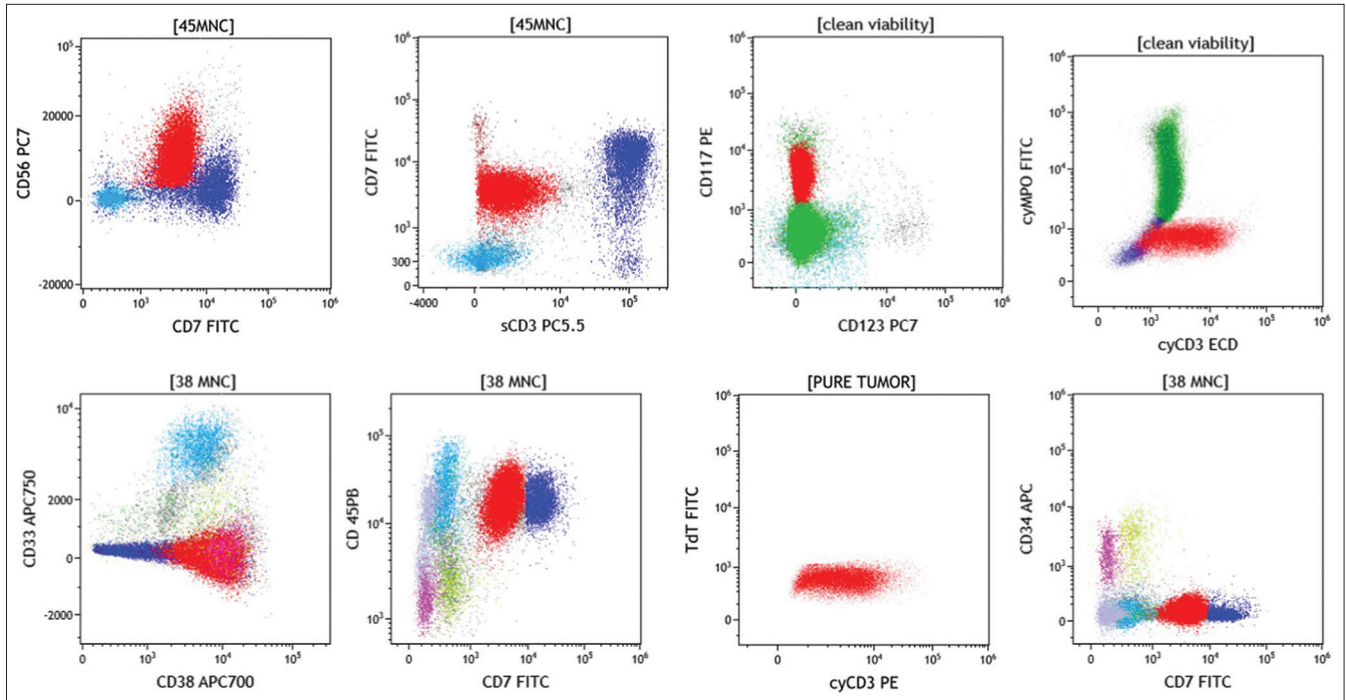 [45MNC]
CD56 PC7
10⁵
20000
0
-20000
0 10³ 10⁴ 10⁵ 10⁶
CD7 FITC
[45MNC]
CD7 FITC
10⁶
10⁵
10⁴
10³
300
0
-4000 0 10⁴ 10⁵
sCD3 PC5.5
[clean viability]
CD117 PE
10⁶
10⁵
10⁴
10³
0
0 10⁴ 10⁵ 10⁶
CD123 PC7
[clean viability]
cyMPO FITC
10⁶
10⁵
10⁴
10³
0
0 10³ 10⁴ 10⁵ 10⁶
cyCD3 ECD
[38 MNC]
CD33 APC750
10⁴
2000
0
-2000
0 10³ 10⁴ 10⁵
CD38 APC700
[38 MNC]
CD 45PB
10⁵
10⁴
10³
0 10³ 10⁴ 10⁵ 10⁶
CD7 FITC
[PURE TUMOR]
TdT FITC
10⁶
10⁵
10⁴
10³
0
0 10⁴ 10⁵ 10⁶
cyCD3 PE
[38 MNC]
CD34 APC
10⁶
10⁵
10⁴
10³
0
0 10³ 10⁴ 10⁵ 10⁶
CD7 FITC